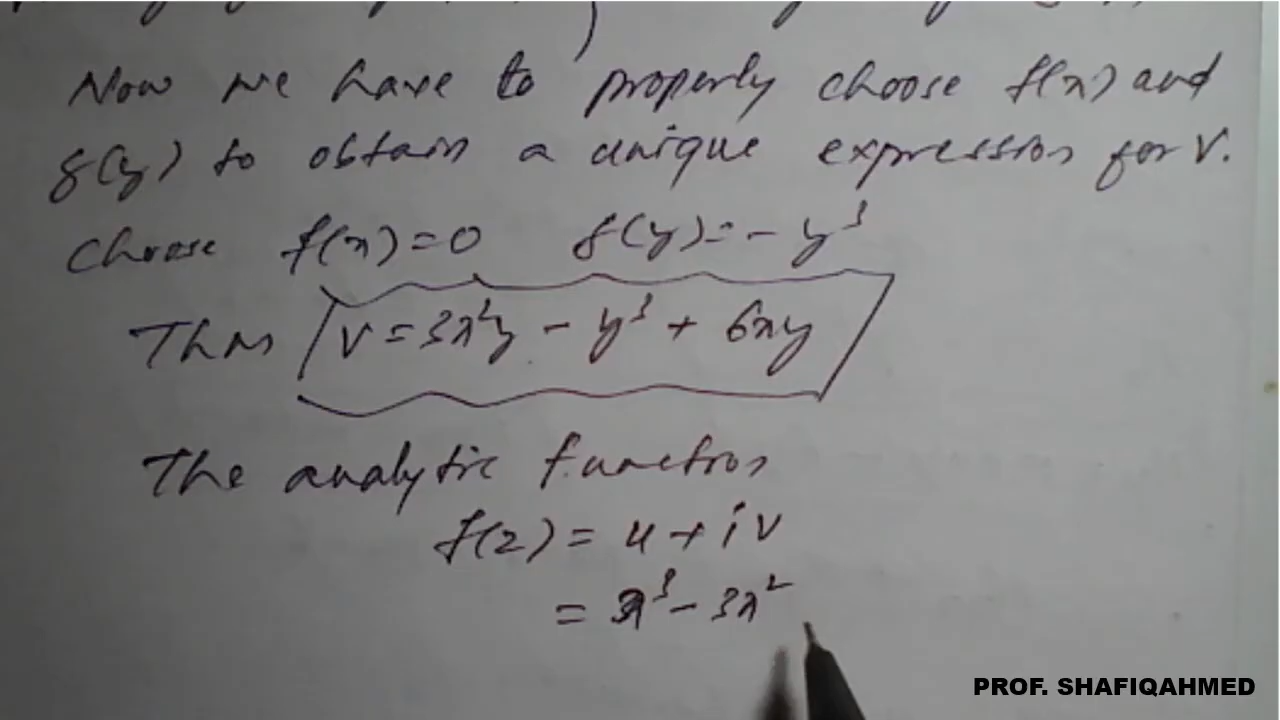 Now we have to properly choose f(x) and
g(y) to obtain a unique expression for V.
Choose f(x)=0 g(y)=-y³
Thus V=3x²y - y³ + 6xy
The analytic function
f(z) = u + iv
= x³ - 3x²
PROF. SHAFIQAHMED